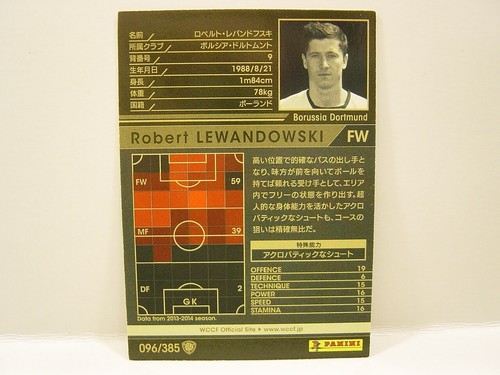 名前 ロベルト・レバンドフスキ
所属クラブ ボルシア・ドルトムント
背番号 9
生年月日 1988/8/21
身長 1m84cm
体重 78kg
国籍 ポーランド
Borussia Dortmund
Robert LEWANDOWSKI FW
FW 59
MF 39
DF 2
GK
Data from 2013-2014 season.
高い位置で的確なパスの出し手と
なり、味方が前を向いてボールを
持てば頼れる受け手として、エリア
内でフリーの状態を作り出す。超
人的な身体能力を活かしたアクロ
バティックなシュートも、コースの
狙いは精確無比だ。
特殊能力
アクロバティックなシュート
OFFENCE 19
DEFENCE 6
TECHNIQUE 15
POWER 16
SPEED 15
STAMINA 16
WCCF Official Site www.wccf.jp
096/385
PANINI